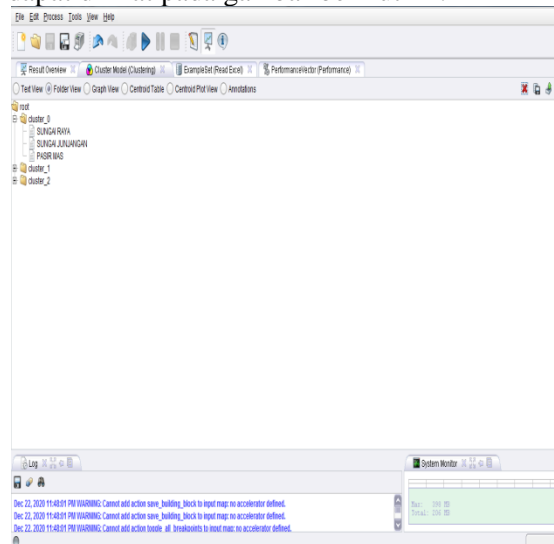 File Edit Process Tools View Help
Result Overview Cluster Model (Clustering) ExampleSet (Read Excel) PerformanceVector (Performance)
Text View Folder View Graph View Centroid Table Centroid Plot View Annotations
root
cluster_0
SUNGAI RAYA
SUNGAI JUNJANGAN
PASIR MAS
cluster_1
cluster_2
Log System Monitor
Dec 22, 2020 11:48:01 PM WARNING: Cannot add action save_building_block to input map: no accelerator defined.
Dec 22, 2020 11:48:01 PM WARNING: Cannot add action save_building_block to input map: no accelerator defined.
Dec 22, 2020 11:48:01 PM WARNING: Cannot add action toggle_all_breakpoints to input map: no accelerator defined.
Max: MB
Total: MB